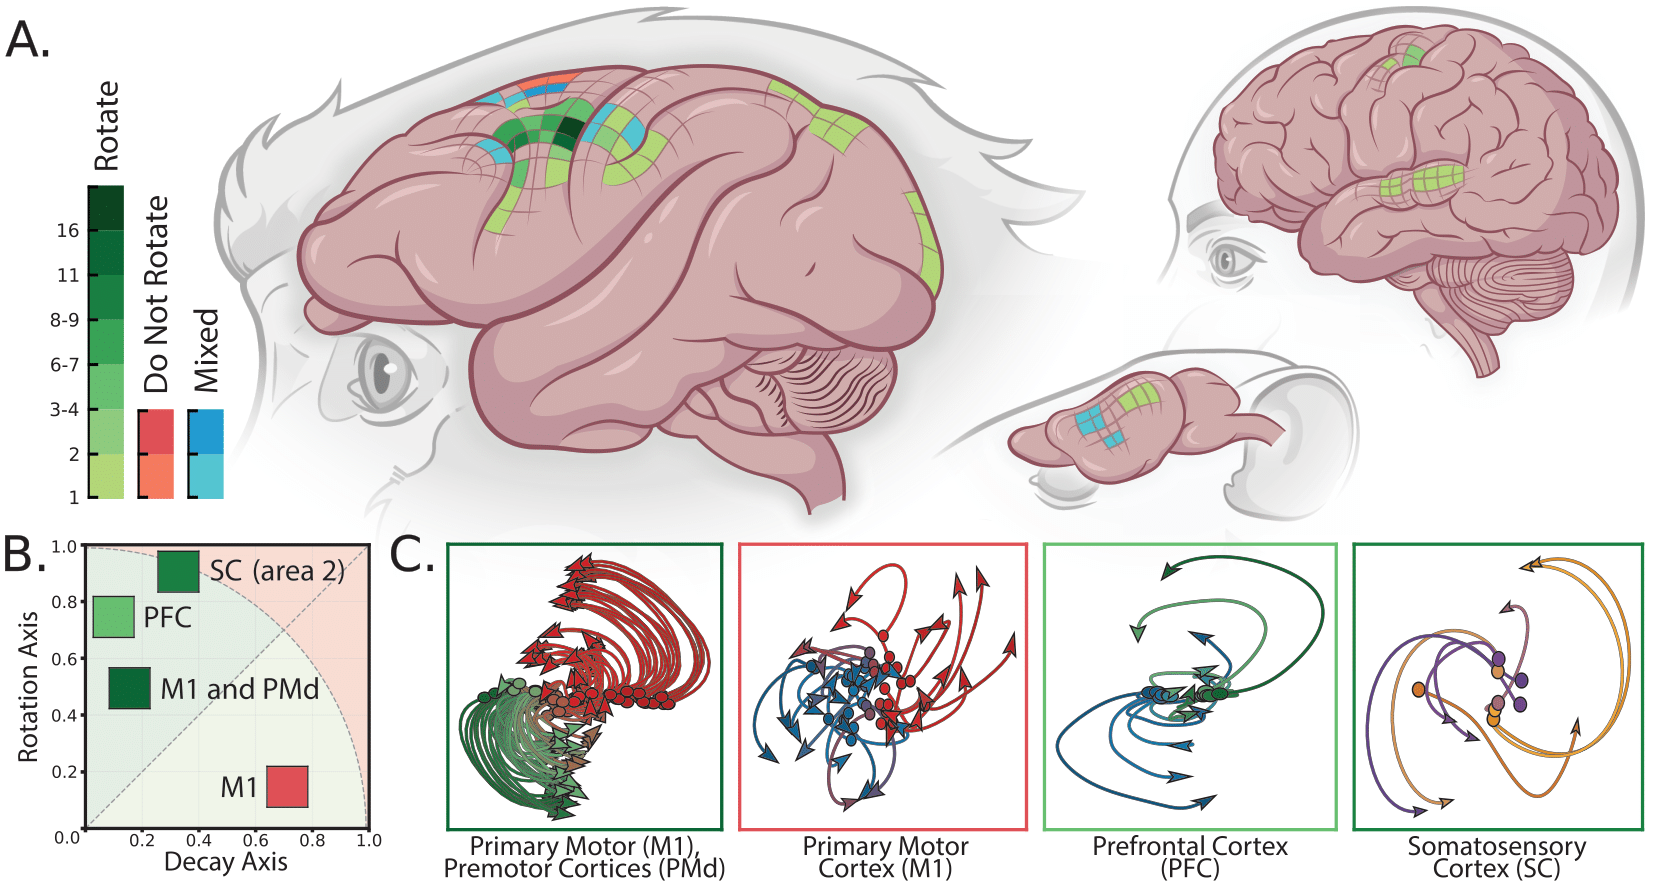 A.
Rotate
Do Not Rotate
Mixed
16
11
8-9
6-7
3-4
2
1
B.
Rotation Axis
1.0
0.8
0.6
0.4
0.2
0.0
0.2
0.4
0.6
0.8
1.0
Decay Axis
SC (area 2)
PFC
M1 and PMd
M1
C.
Primary Motor (M1),
Premotor Cortices (PMd)
Primary Motor
Cortex (M1)
Prefrontal Cortex
(PFC)
Somatosensory
Cortex (SC)